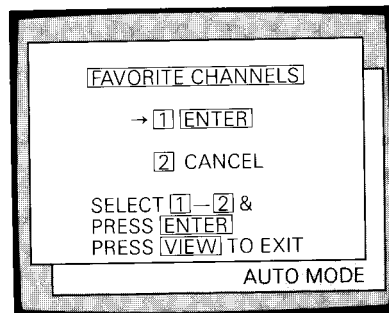 FAVORITE CHANNELS
→ 1 ENTER
2 CANCEL
SELECT 1—2 &
PRESS ENTER
PRESS VIEW TO EXIT
AUTO MODE